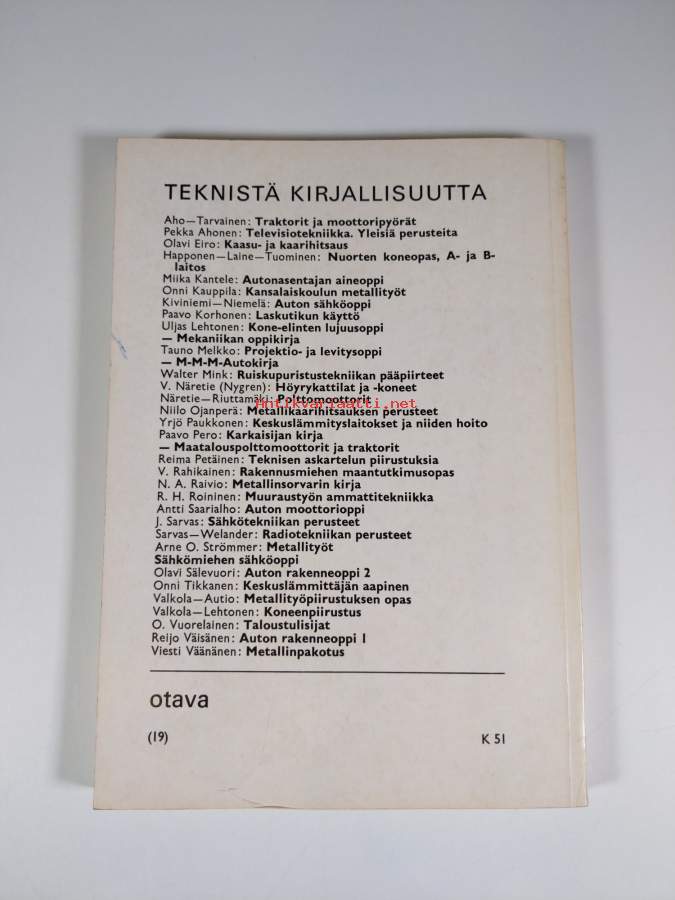 TEKNISTÄ KIRJALLISUUTTA
Aho—Tarvainen: Traktorit ja moottoripyörät
Pekka Ahonen: Televisiotekniikka. Yleisiä perusteita
Olavi Eiro: Kaasu- ja kaarihitsaus
Happonen—Laine—Tuominen: Nuorten koneopas, A- ja B-
laitos
Miika Kantele: Autonasentajan aineoppi
Onni Kauppila: Kansalaiskoulun metallityöt
Kiviniemi—Niemelä: Auton sähköoppi
Paavo Korhonen: Laskutikun käyttö
Uljas Lehtonen: Kone-elinten lujuusoppi
— Mekaniikan oppikirja
Tauno Melkko: Projektio- ja levitysoppi
— M-M-M-Autokirja
Walter Mink: Ruiskupuristustekniikan pääpiirteet
V. Näretie (Nygren): Höyrykattilat ja -koneet
Näretie—Riuttamäki: Polttomoottorit
Antikvariaatti.net
Niilo Ojanperä: Metallikaarihitsauksen perusteet
Yrjö Paukkonen: Keskuslämmityslaitokset ja niiden hoito
Paavo Pero: Karkaisijan kirja
— Maatalouspolttomoottorit ja traktorit
Reima Petäinen: Teknisen askartelun piirustuksia
V. Rahikainen: Rakennusmiehen maantutkimusopas
N. A. Raivio: Metallinsorvarin kirja
R. H. Roininen: Muuraustyön ammattitekniikka
Antti Saarialho: Auton moottorioppi
J. Sarvas: Sähkötekniikan perusteet
Sarvas—Welander: Radiotekniikan perusteet
Arne O. Strömmer: Metallityöt
Sähkömiehen sähköoppi
Olavi Sälevuori: Auton rakenneoppi 2
Onni Tikkanen: Keskuslämmittäjän aapinen
Valkola—Autio: Metallityöpiirustuksen opas
Valkola—Lehtonen: Koneenpiirustus
O. Vuorelainen: Taloustulisijat
Reijo Väisänen: Auton rakenneoppi 1
Viesti Väänänen: Metallinpakotus
otava
(19) K 51